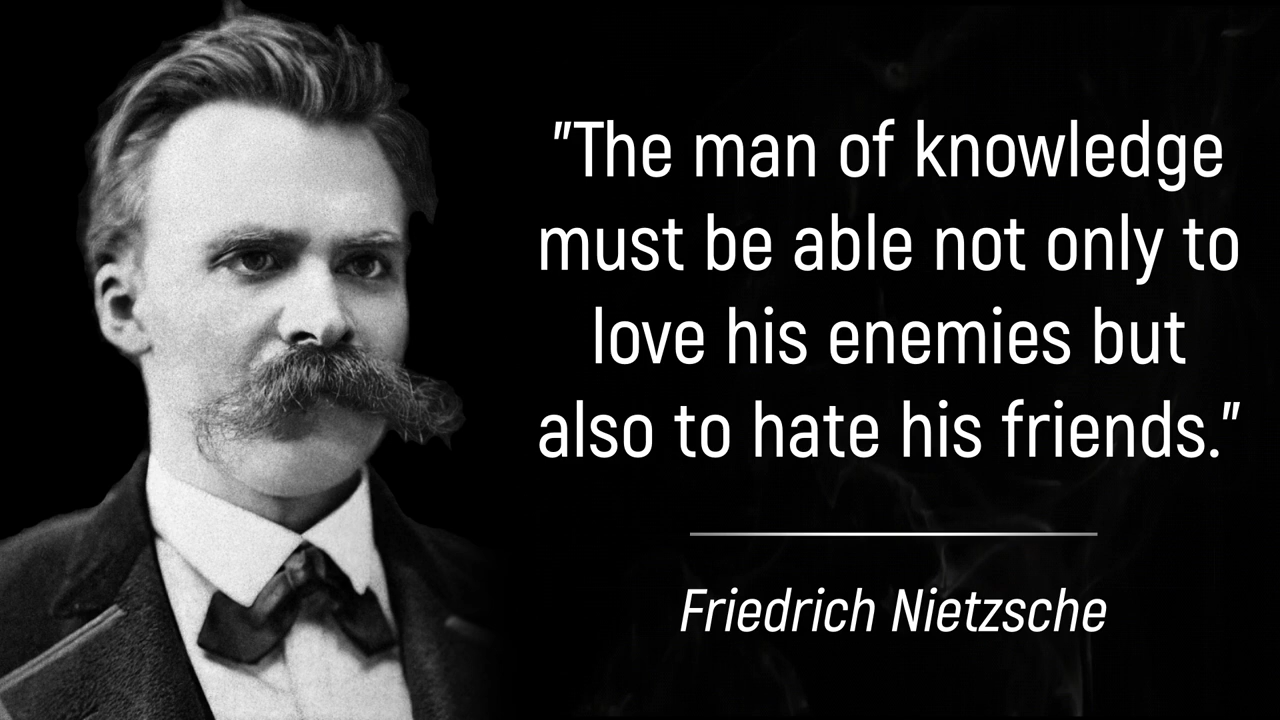 "The man of knowledge
must be able not only to
love his enemies but
also to hate his friends."
Friedrich Nietzsche